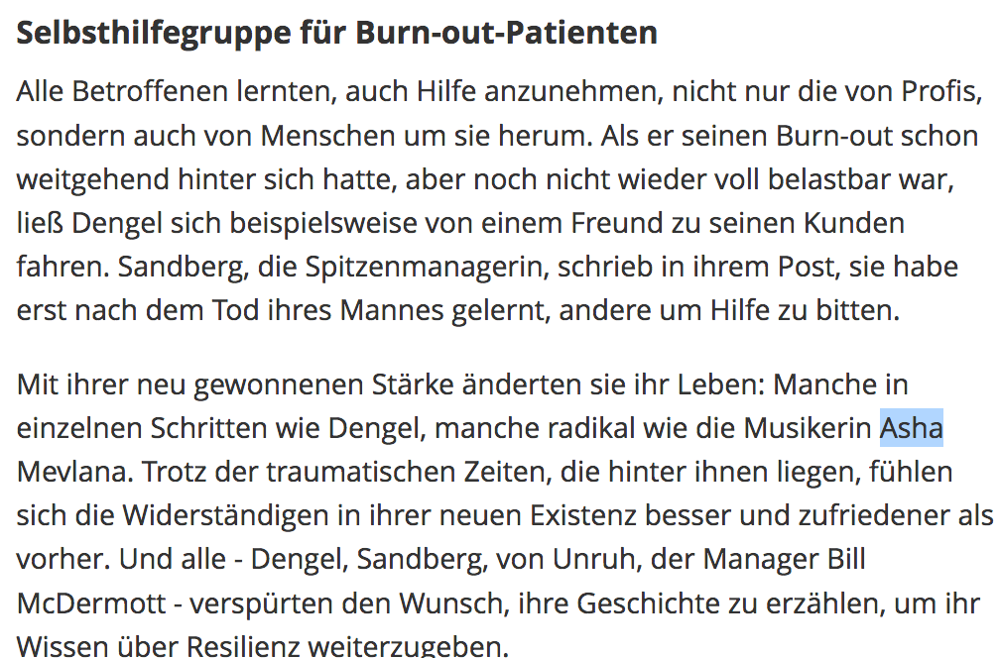 Selbsthilfegruppe für Burn-out-Patienten
Alle Betroffenen lernten, auch Hilfe anzunehmen, nicht nur die von Profis,
sondern auch von Menschen um sie herum. Als er seinen Burn-out schon
weitgehend hinter sich hatte, aber noch nicht wieder voll belastbar war,
ließ Dengel sich beispielsweise von einem Freund zu seinen Kunden
fahren. Sandberg, die Spitzenmanagerin, schrieb in ihrem Post, sie habe
erst nach dem Tod ihres Mannes gelernt, andere um Hilfe zu bitten.
Mit ihrer neu gewonnenen Stärke änderten sie ihr Leben: Manche in
einzelnen Schritten wie Dengel, manche radikal wie die Musikerin Asha
Mevlana. Trotz der traumatischen Zeiten, die hinter ihnen liegen, fühlen
sich die Widerständigen in ihrer neuen Existenz besser und zufriedener als
vorher. Und alle - Dengel, Sandberg, von Unruh, der Manager Bill
McDermott - verspürten den Wunsch, ihre Geschichte zu erzählen, um ihr
Wissen über Resilienz weiterzugeben.